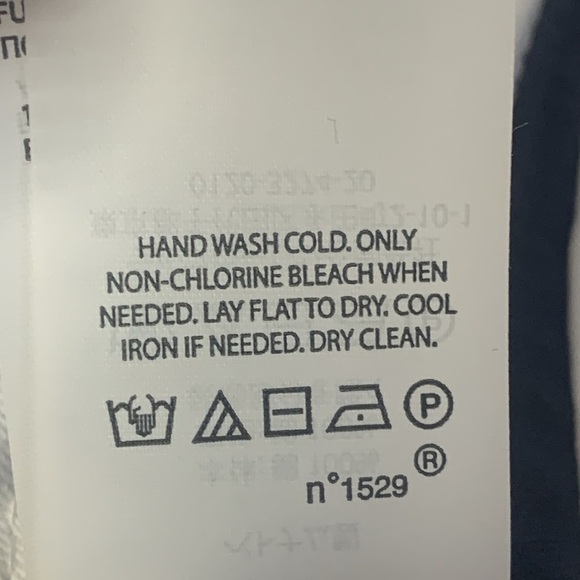 FU
HAND WASH COLD. ONLY
NON-CHLORINE BLEACH WHEN
NEEDED. LAY FLAT TO DRY. COOL
IRON IF NEEDED. DRY CLEAN.
P
®
n°1529